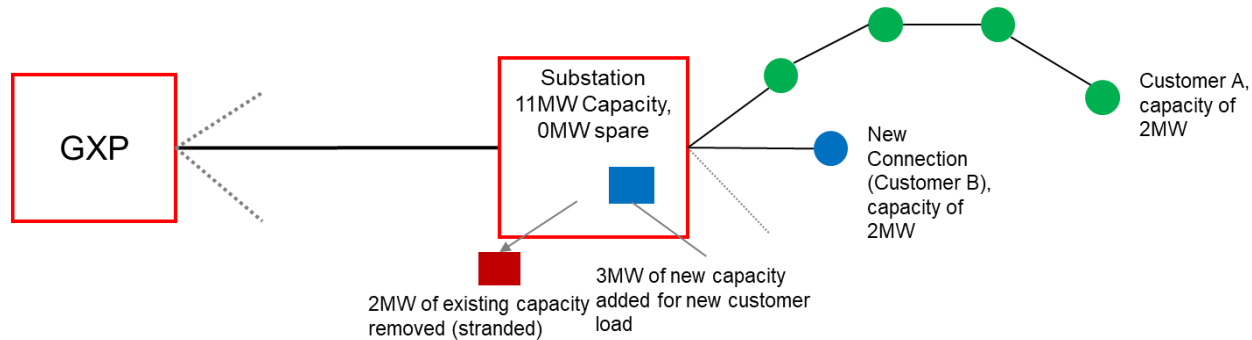 GXP
Substation
11MW Capacity,
0MW spare
Customer A,
capacity of
2MW
New
Connection
(Customer B),
capacity of
2MW
2MW of existing capacity
removed (stranded)
3MW of new capacity
added for new customer
load